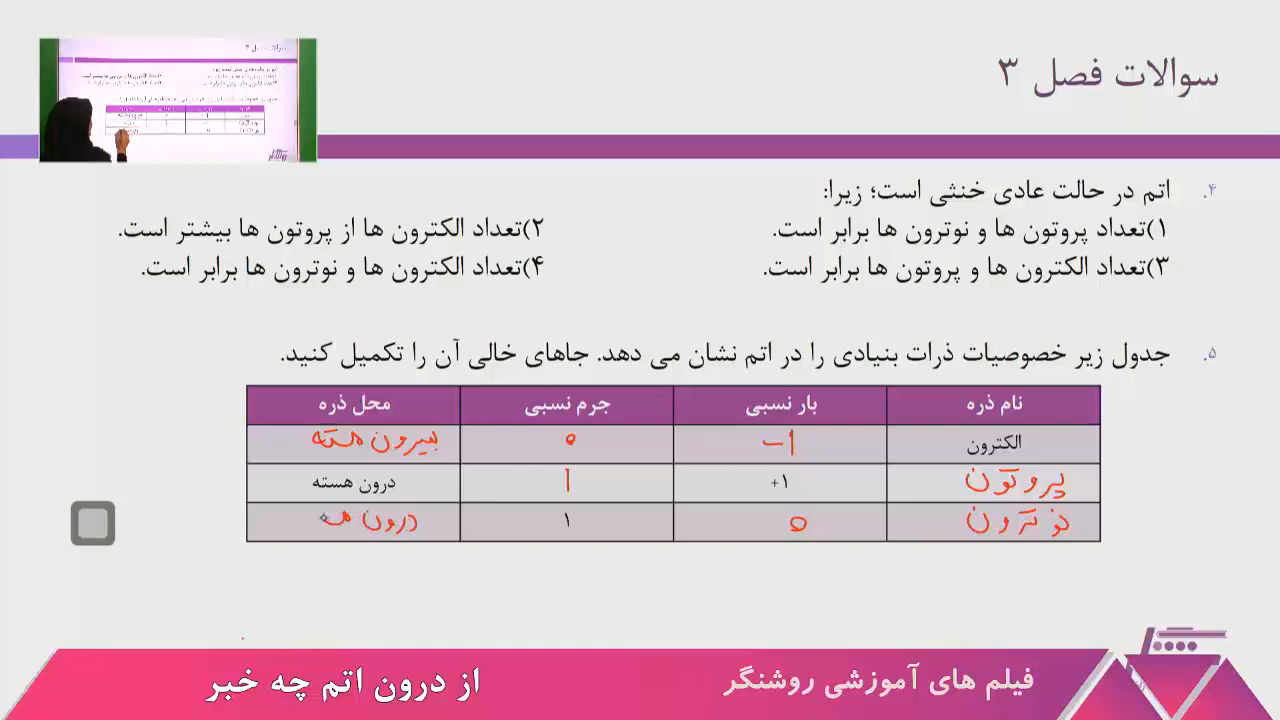 سوالات فصل ۳
۴. اتم در حالت عادی خنثی است؛ زیرا:
۱)تعداد پروتون ها و نوترون ها برابر است. ۲)تعداد الکترون ها از پروتون ها بیشتر است.
۳)تعداد الکترون ها و پروتون ها برابر است. ۴)تعداد الکترون ها و نوترون ها برابر است.
۵. جدول زیر خصوصیات ذرات بنیادی را در اتم نشان می دهد. جاهای خالی آن را تکمیل کنید.
نام ذره بار نسبی جرم نسبی محل ذره
الکترون -۱ ۰ بیرون هسته
پروتون +۱ ۱ درون هسته
نوترون ۰ ۱ درون هس
فیلم های آموزشی روشنگر از درون اتم چه خبر